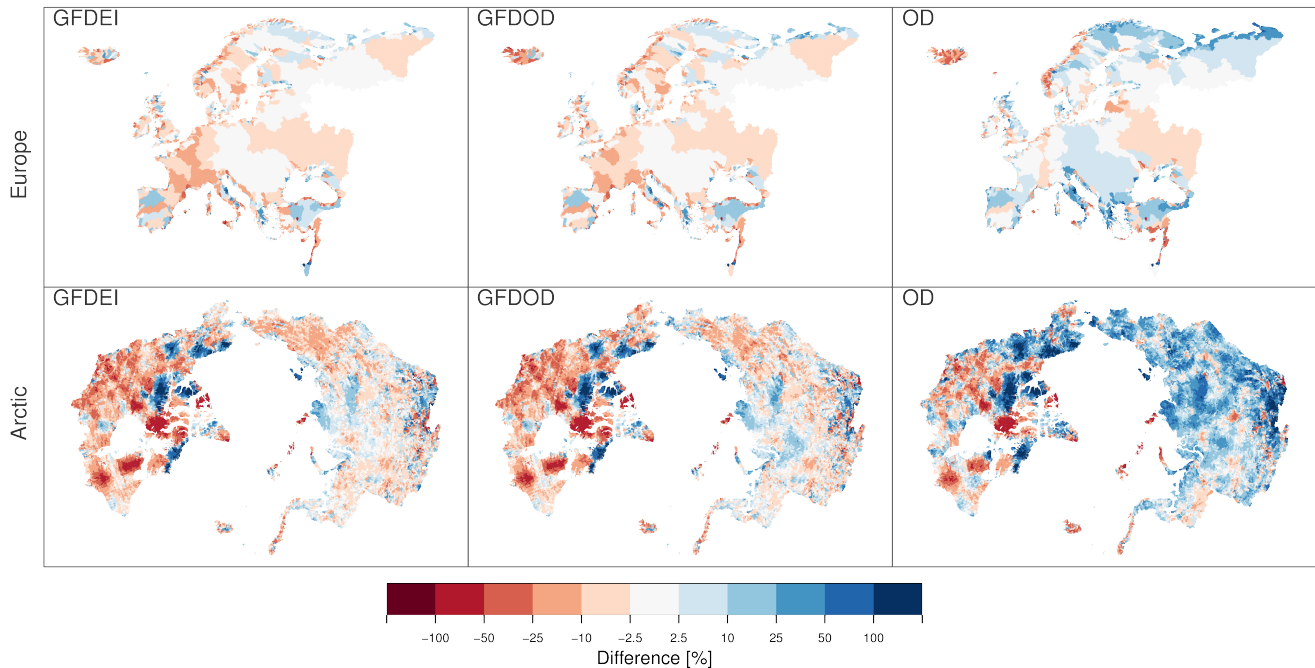 GFDEI GFDOD OD
Europe
GFDEI GFDOD OD
Arctic
−100 −50 −25 −10 −2.5 2.5 10 25 50 100
Difference [%]